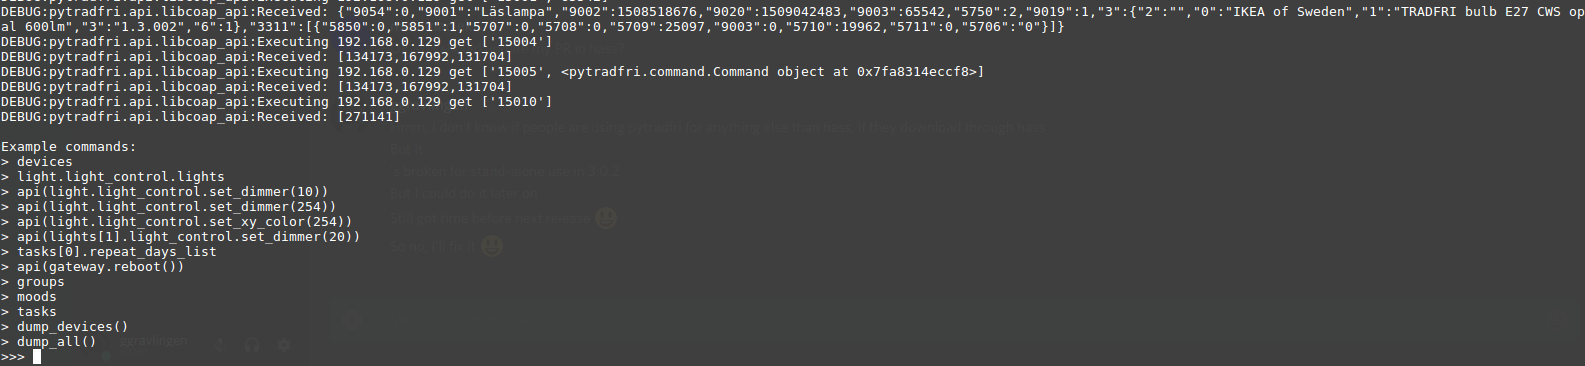 DEBUG:pytradfri.api.libcoap_api:Received: {"9054":0,"9001":"Läslampa","9002":1508518676,"9020":1509042483,"9003":65542,"5750":2,"9019":1,"3":{"2":"","0":"IKEA of Sweden","1":"TRADFRI bulb E27 CWS op
al 600lm","3":"1.3.002","6":1},"3311":[{"5850":0,"5851":1,"5707":0,"5708":0,"5709":25097,"9003":0,"5710":19962,"5711":0,"5706":"0"}]}
DEBUG:pytradfri.api.libcoap_api:Executing 192.168.0.129 get ['15004']
DEBUG:pytradfri.api.libcoap_api:Received: [134173,167992,131704]
DEBUG:pytradfri.api.libcoap_api:Executing 192.168.0.129 get ['15005', <pytradfri.command.Command object at 0x7fa8314eccf8>]
DEBUG:pytradfri.api.libcoap_api:Received: [134173,167992,131704]
DEBUG:pytradfri.api.libcoap_api:Executing 192.168.0.129 get ['15010']
DEBUG:pytradfri.api.libcoap_api:Received: [271141]
Example commands:
> devices
> light.light_control.lights
> api(light.light_control.set_dimmer(10))
> api(light.light_control.set_dimmer(254))
> api(light.light_control.set_xy_color(254))
> api(lights[1].light_control.set_dimmer(20))
> tasks[0].repeat_days_list
> api(gateway.reboot())
> groups
> moods
> tasks
> dump_devices()
> dump_all()
>>>